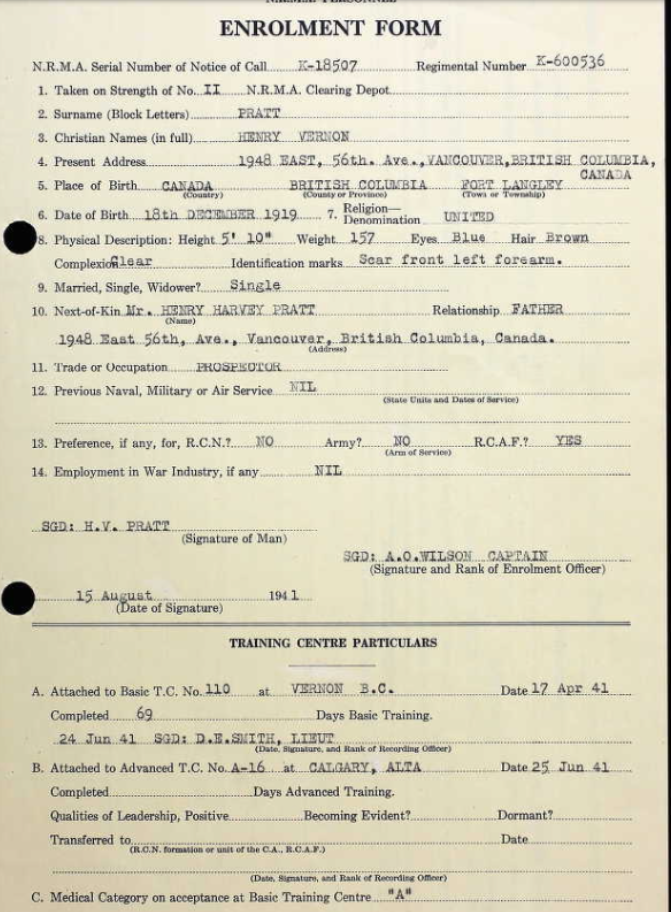 N.R.M.A. PERSONNEL
ENROLMENT FORM
N.R.M.A. Serial Number of Notice of Call K-18507 Regimental Number K-600536
1. Taken on Strength of No. II N.R.M.A. Clearing Depot
2. Surname (Block Letters) PRATT
3. Christian Names (in full) HENRY VERNON
4. Present Address 1948 EAST, 56th. Ave., VANCOUVER, BRITISH COLUMBIA,
CANADA
5. Place of Birth CANADA BRITISH COLUMBIA FORT LANGLEY
(Country) (County or Province) (Town or Township)
6. Date of Birth 18th DECEMBER 1919 7. Religion—Denomination UNITED
8. Physical Description: Height 5' 10" Weight 157 Eyes Blue Hair Brown
Complexion Clear Identification marks Scar front left forearm.
9. Married, Single, Widower? Single
10. Next-of-Kin Mr. HENRY HARVEY PRATT Relationship FATHER
(Name)
1948 East 56th, Ave., Vancouver, British Columbia, Canada.
(Address)
11. Trade or Occupation PROSPECTOR
12. Previous Naval, Military or Air Service NIL
(State Units and Dates of Service)
13. Preference, if any, for, R.C.N.? NO Army? NO R.C.A.F.? YES
(Arm of Service)
14. Employment in War Industry, if any NIL
SGD: H.V. PRATT
(Signature of Man)
SGD: A.O.WILSON CAPTAIN
(Signature and Rank of Enrolment Officer)
15 August 1941
(Date of Signature)
TRAINING CENTRE PARTICULARS
A. Attached to Basic T.C. No. 110 at VERNON B.C. Date 17 Apr 41
Completed 69 Days Basic Training.
24 Jun 41 SGD: D.E.SMITH, LIEUT
(Date, Signature, and Rank of Recording Officer)
B. Attached to Advanced T.C. No. A-16 at CALGARY, ALTA Date 25 Jun 41
Completed Days Advanced Training.
Qualities of Leadership, Positive Becoming Evident? Dormant?
Transferred to Date
(R.C.N. formation or unit of the C.A., R.C.A.F.)
(Date, Signature, and Rank of Recording Officer)
C. Medical Category on acceptance at Basic Training Centre "A"